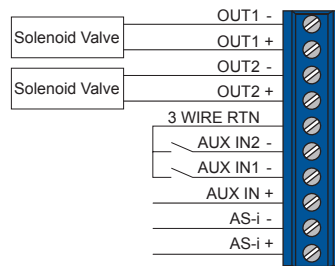 OUT1 -
Solenoid Valve
OUT1 +
OUT2 -
Solenoid Valve
OUT2 +
3 WIRE RTN
AUX IN2 -
AUX IN1 -
AUX IN +
AS-i -
AS-i +